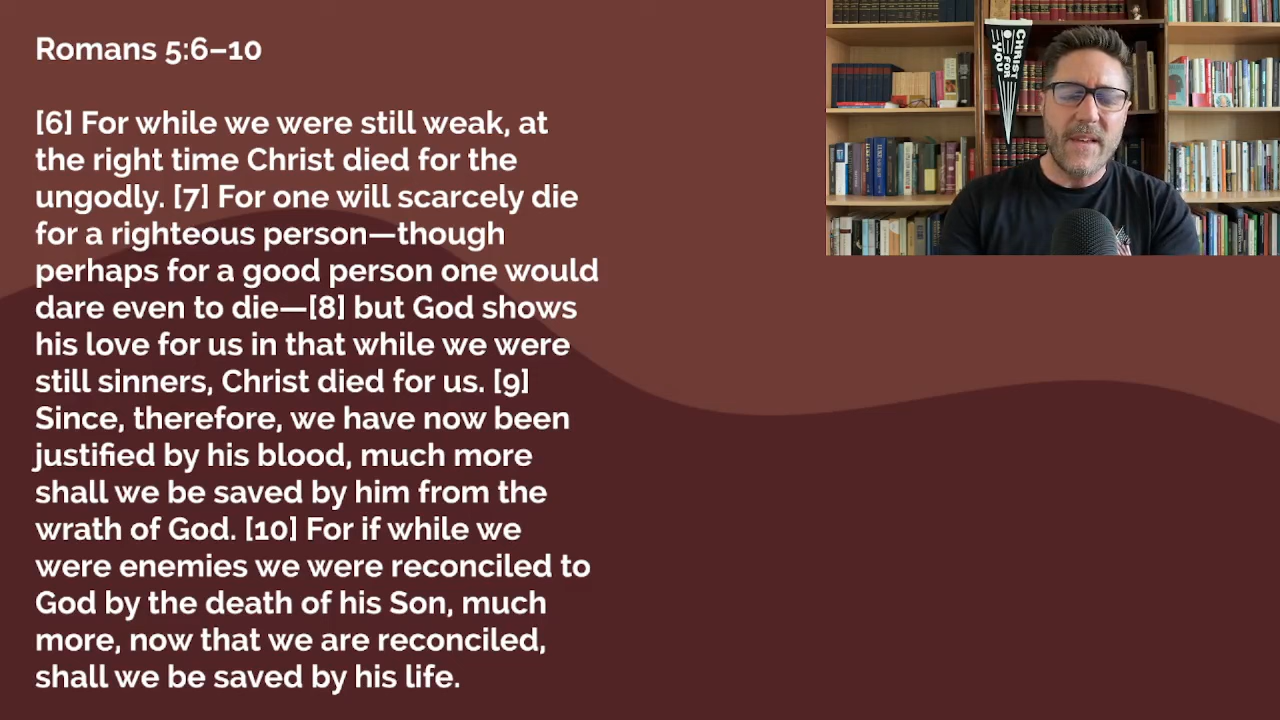 Romans 5:6–10
[6] For while we were still weak, at
the right time Christ died for the
ungodly. [7] For one will scarcely die
for a righteous person—though
perhaps for a good person one would
dare even to die—[8] but God shows
his love for us in that while we were
still sinners, Christ died for us. [9]
Since, therefore, we have now been
justified by his blood, much more
shall we be saved by him from the
wrath of God. [10] For if while we
were enemies we were reconciled to
God by the death of his Son, much
more, now that we are reconciled,
shall we be saved by his life.
CHRIST
FOR
YOU